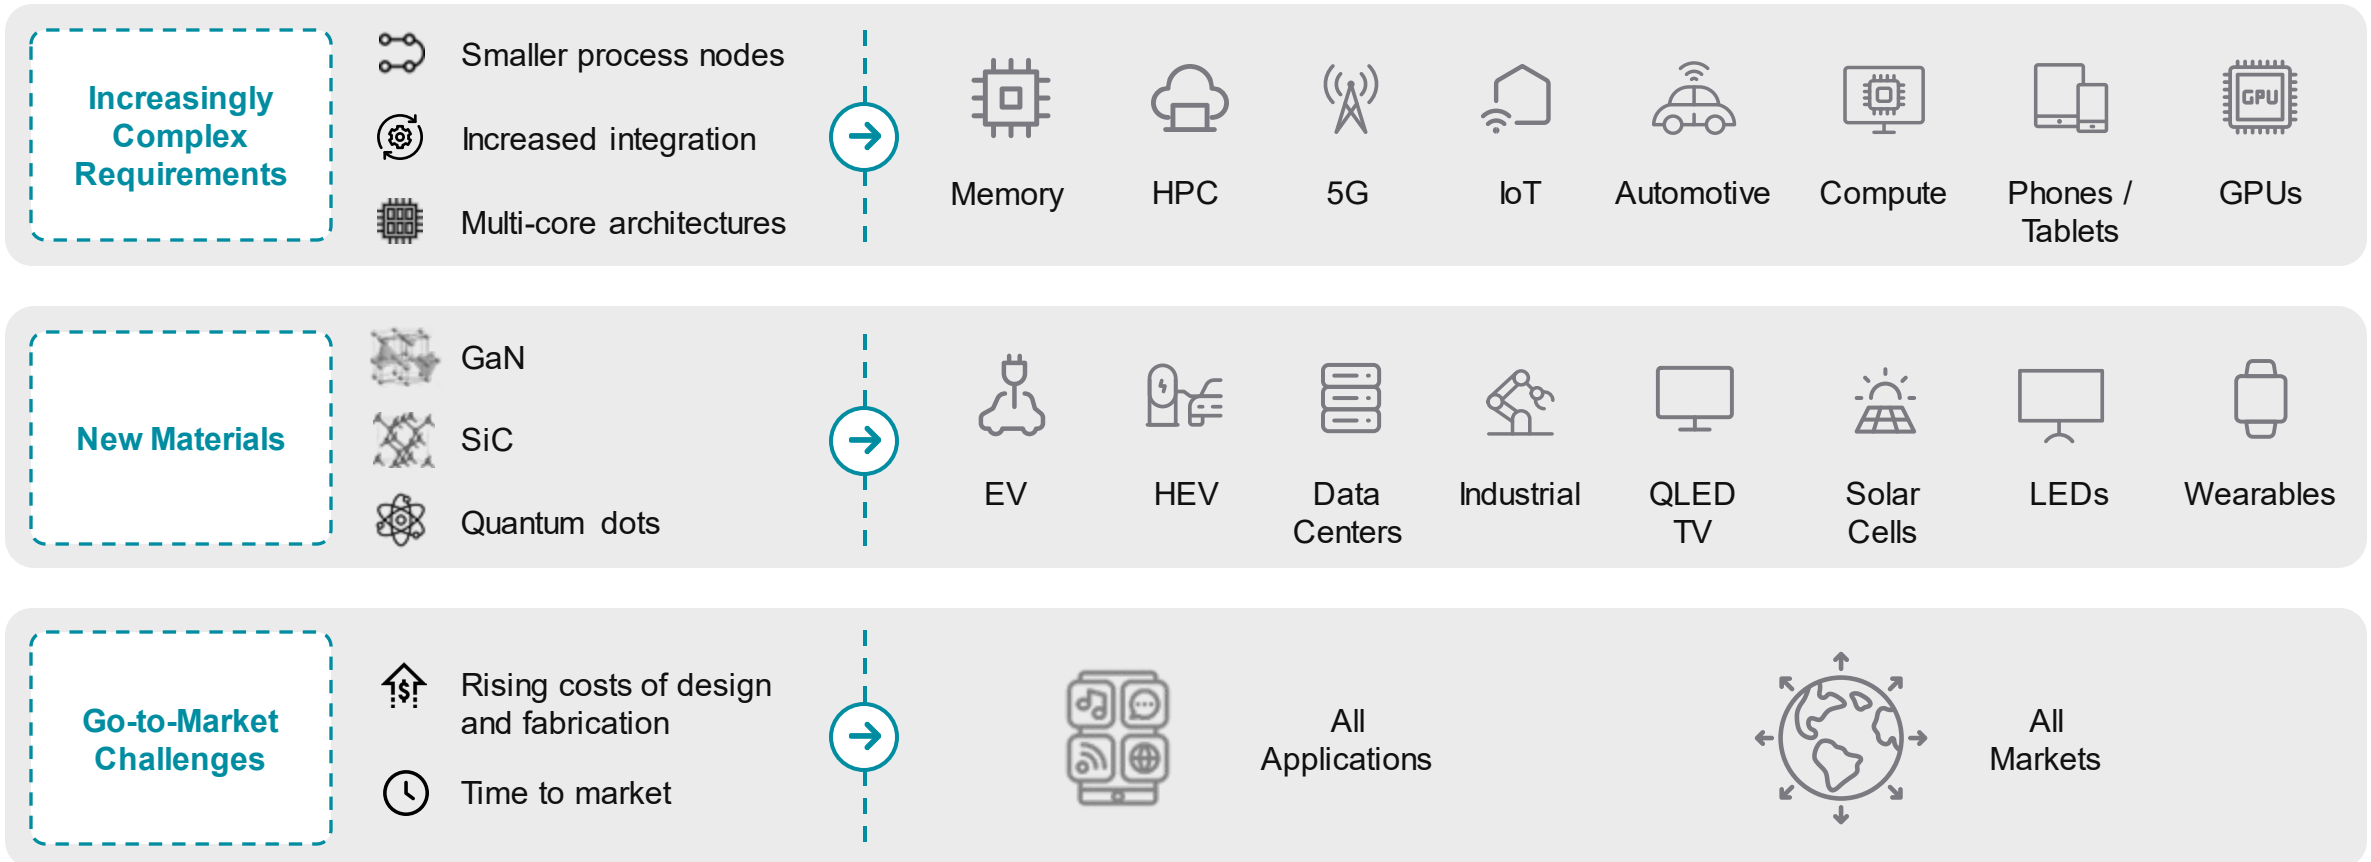 Increasingly
Complex
Requirements
Smaller process nodes
Increased integration
Multi-core architectures
GPU
Memory
HPC
5G
IoT
Automotive
Compute
Phones /
Tablets
GPUs
New Materials
GaN
SiC
Quantum dots
EV
HEV
Data
Centers
Industrial
QLED
TV
Solar
Cells
LEDs
Wearables
Go-to-Market
Challenges
$
Rising costs of design
and fabrication
Time to market
All
Applications
All
Markets